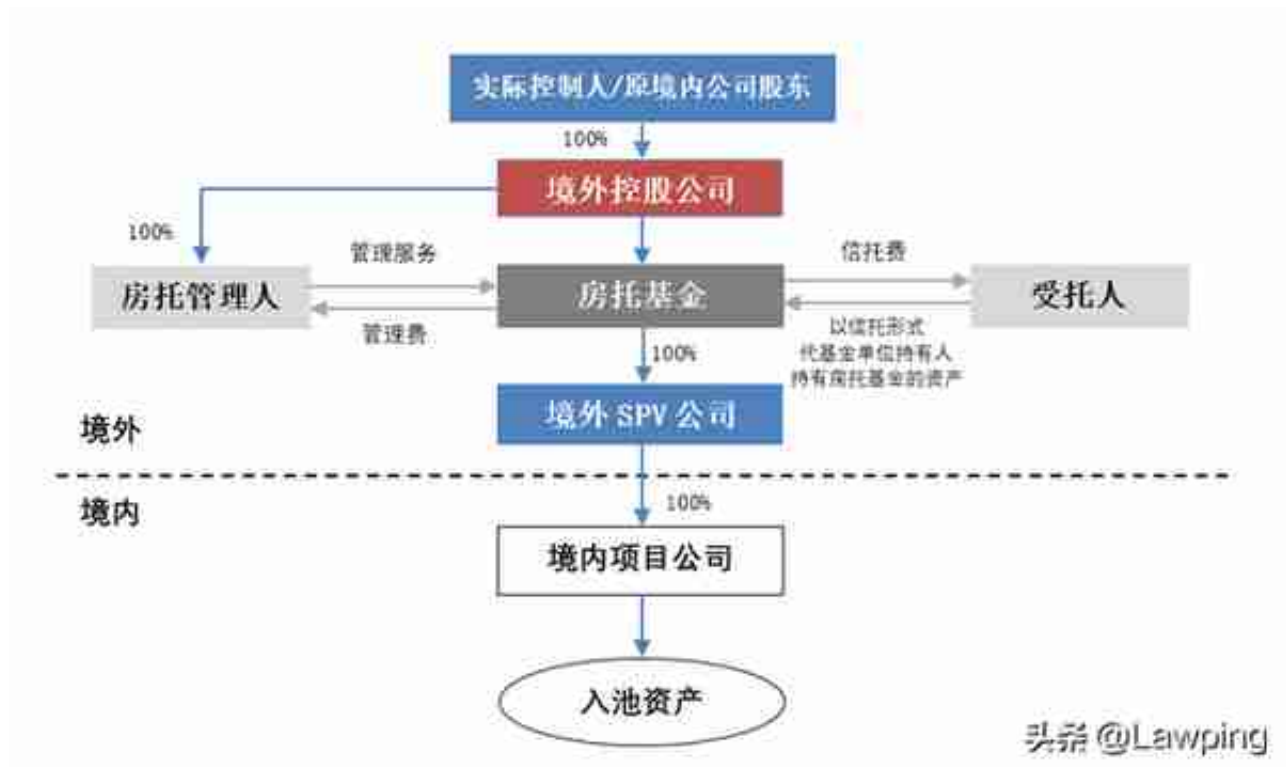 实际控制人/原境内公司股东
100%
境外控股公司
100%
管理服务
信托费
房托管理人
房托基金
受托人
管理费
100%
以信托形式
代基金单位持有人
持有房托基金的资产
境外 SPV 公司
境外
境内
100%
境内项目公司
入池资产
头条 @Lawping